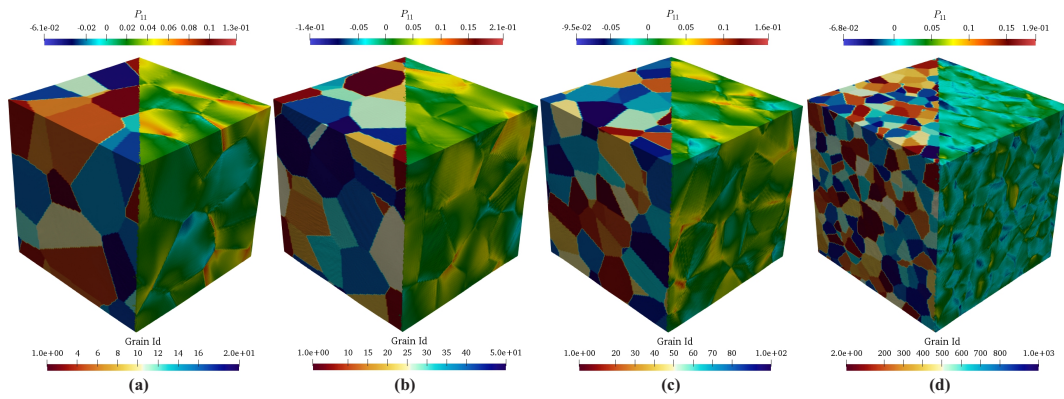 P11
-6.1e-02 -0.02 0 0.02 0.04 0.06 0.08 0.1 1.3e-01
P11
-1.4e-01 -0.05 0 0.05 0.1 0.15 2.1e-01
P11
-9.5e-02 -0.05 0 0.05 0.1 1.6e-01
P11
-6.8e-02 0 0.05 0.1 0.15 1.9e-01
Grain Id
1.0e+00 4 6 8 10 12 14 16 2.0e+01
Grain Id
1.0e+00 10 15 20 25 30 35 40 5.0e+01
Grain Id
1.0e+00 20 30 40 50 60 70 80 1.0e+02
Grain Id
2.0e+00 200 300 400 500 600 700 800 1.0e+03
(a) (b) (c) (d)